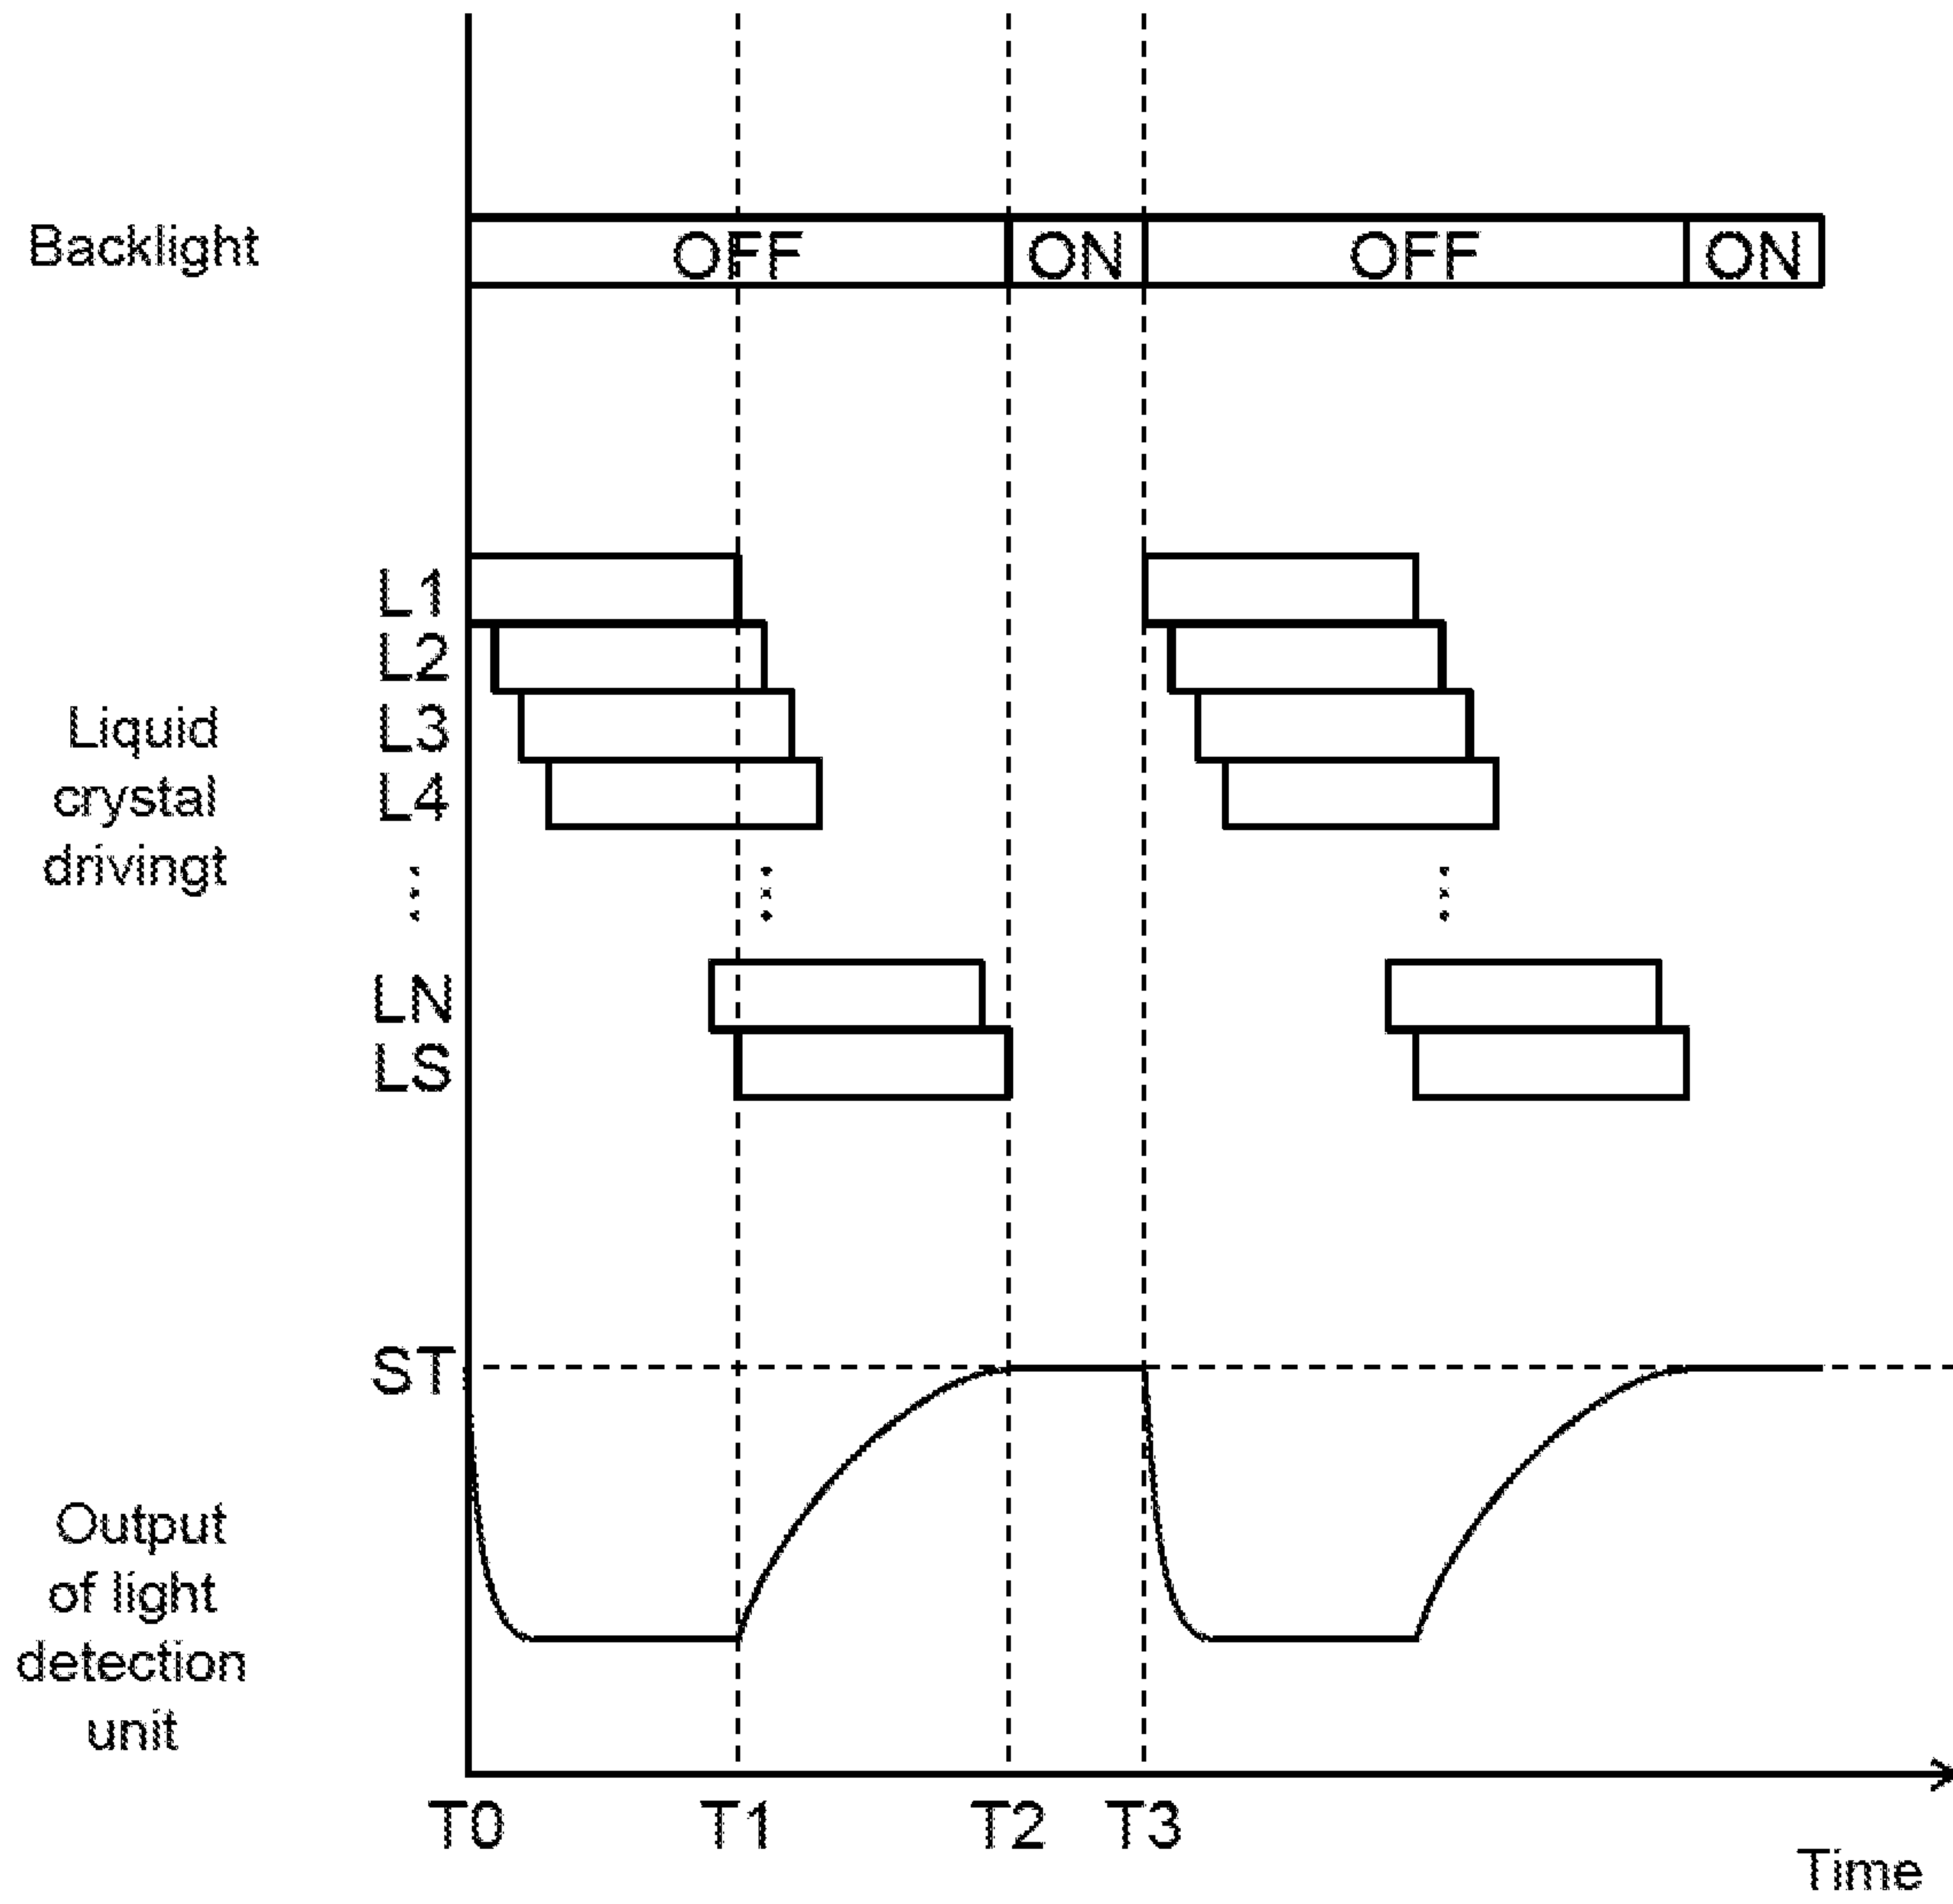 Backlight
OFF ON OFF ON
L1
L2
L3
L4
Liquid
crystal
drivingt
LN
LS
ST
Output
of light
detection
unit
T0 T1 T2 T3
Time